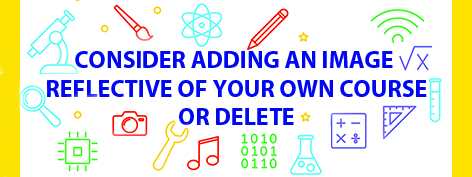 CONSIDER ADDING AN IMAGE
√x
REFLECTIVE OF YOUR OWN COURSE
OR DELETE
1010
0101
0110
+ -
× ÷